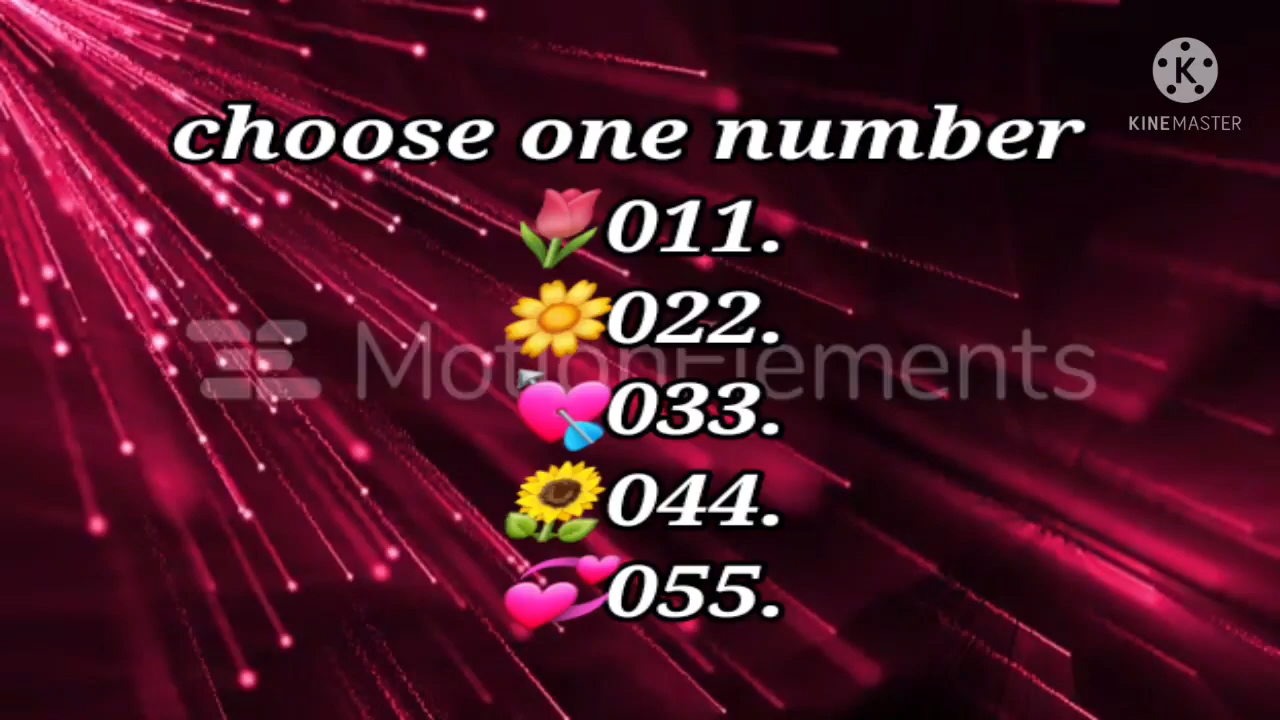 K
KINEMASTER
choose one number
🌷011.
🌼022.
MotionElements
💘033.
🌻044.
💞055.